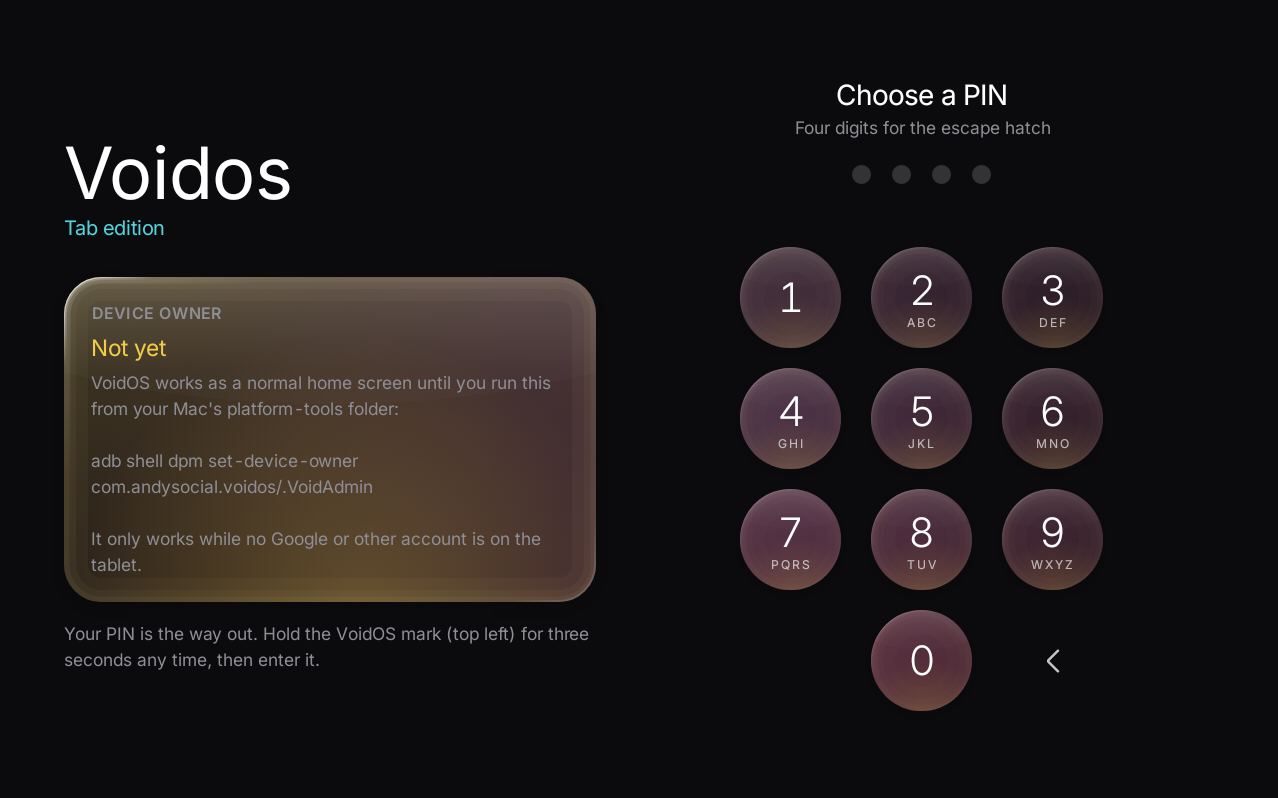 Voidos
Tab edition
DEVICE OWNER
Not yet
VoidOS works as a normal home screen until you run this
from your Mac's platform-tools folder:
adb shell dpm set-device-owner
com.andysocial.voidos/.VoidAdmin
It only works while no Google or other account is on the
tablet.
Your PIN is the way out. Hold the VoidOS mark (top left) for three
seconds any time, then enter it.
Choose a PIN
Four digits for the escape hatch
1
2
ABC
3
DEF
4
GHI
5
JKL
6
MNO
7
PQRS
8
TUV
9
WXYZ
0